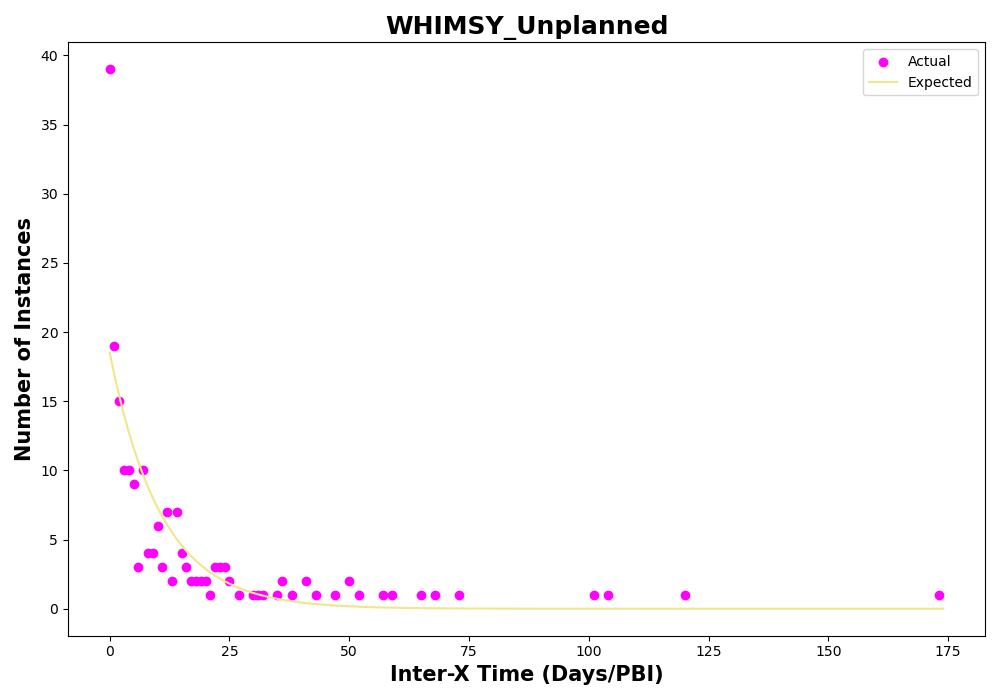 WHIMSY_Unplanned
Number of Instances
40
35
30
25
20
15
10
5
0
Actual
Expected
0 25 50 75 100 125 150 175
Inter-X Time (Days/PBI)